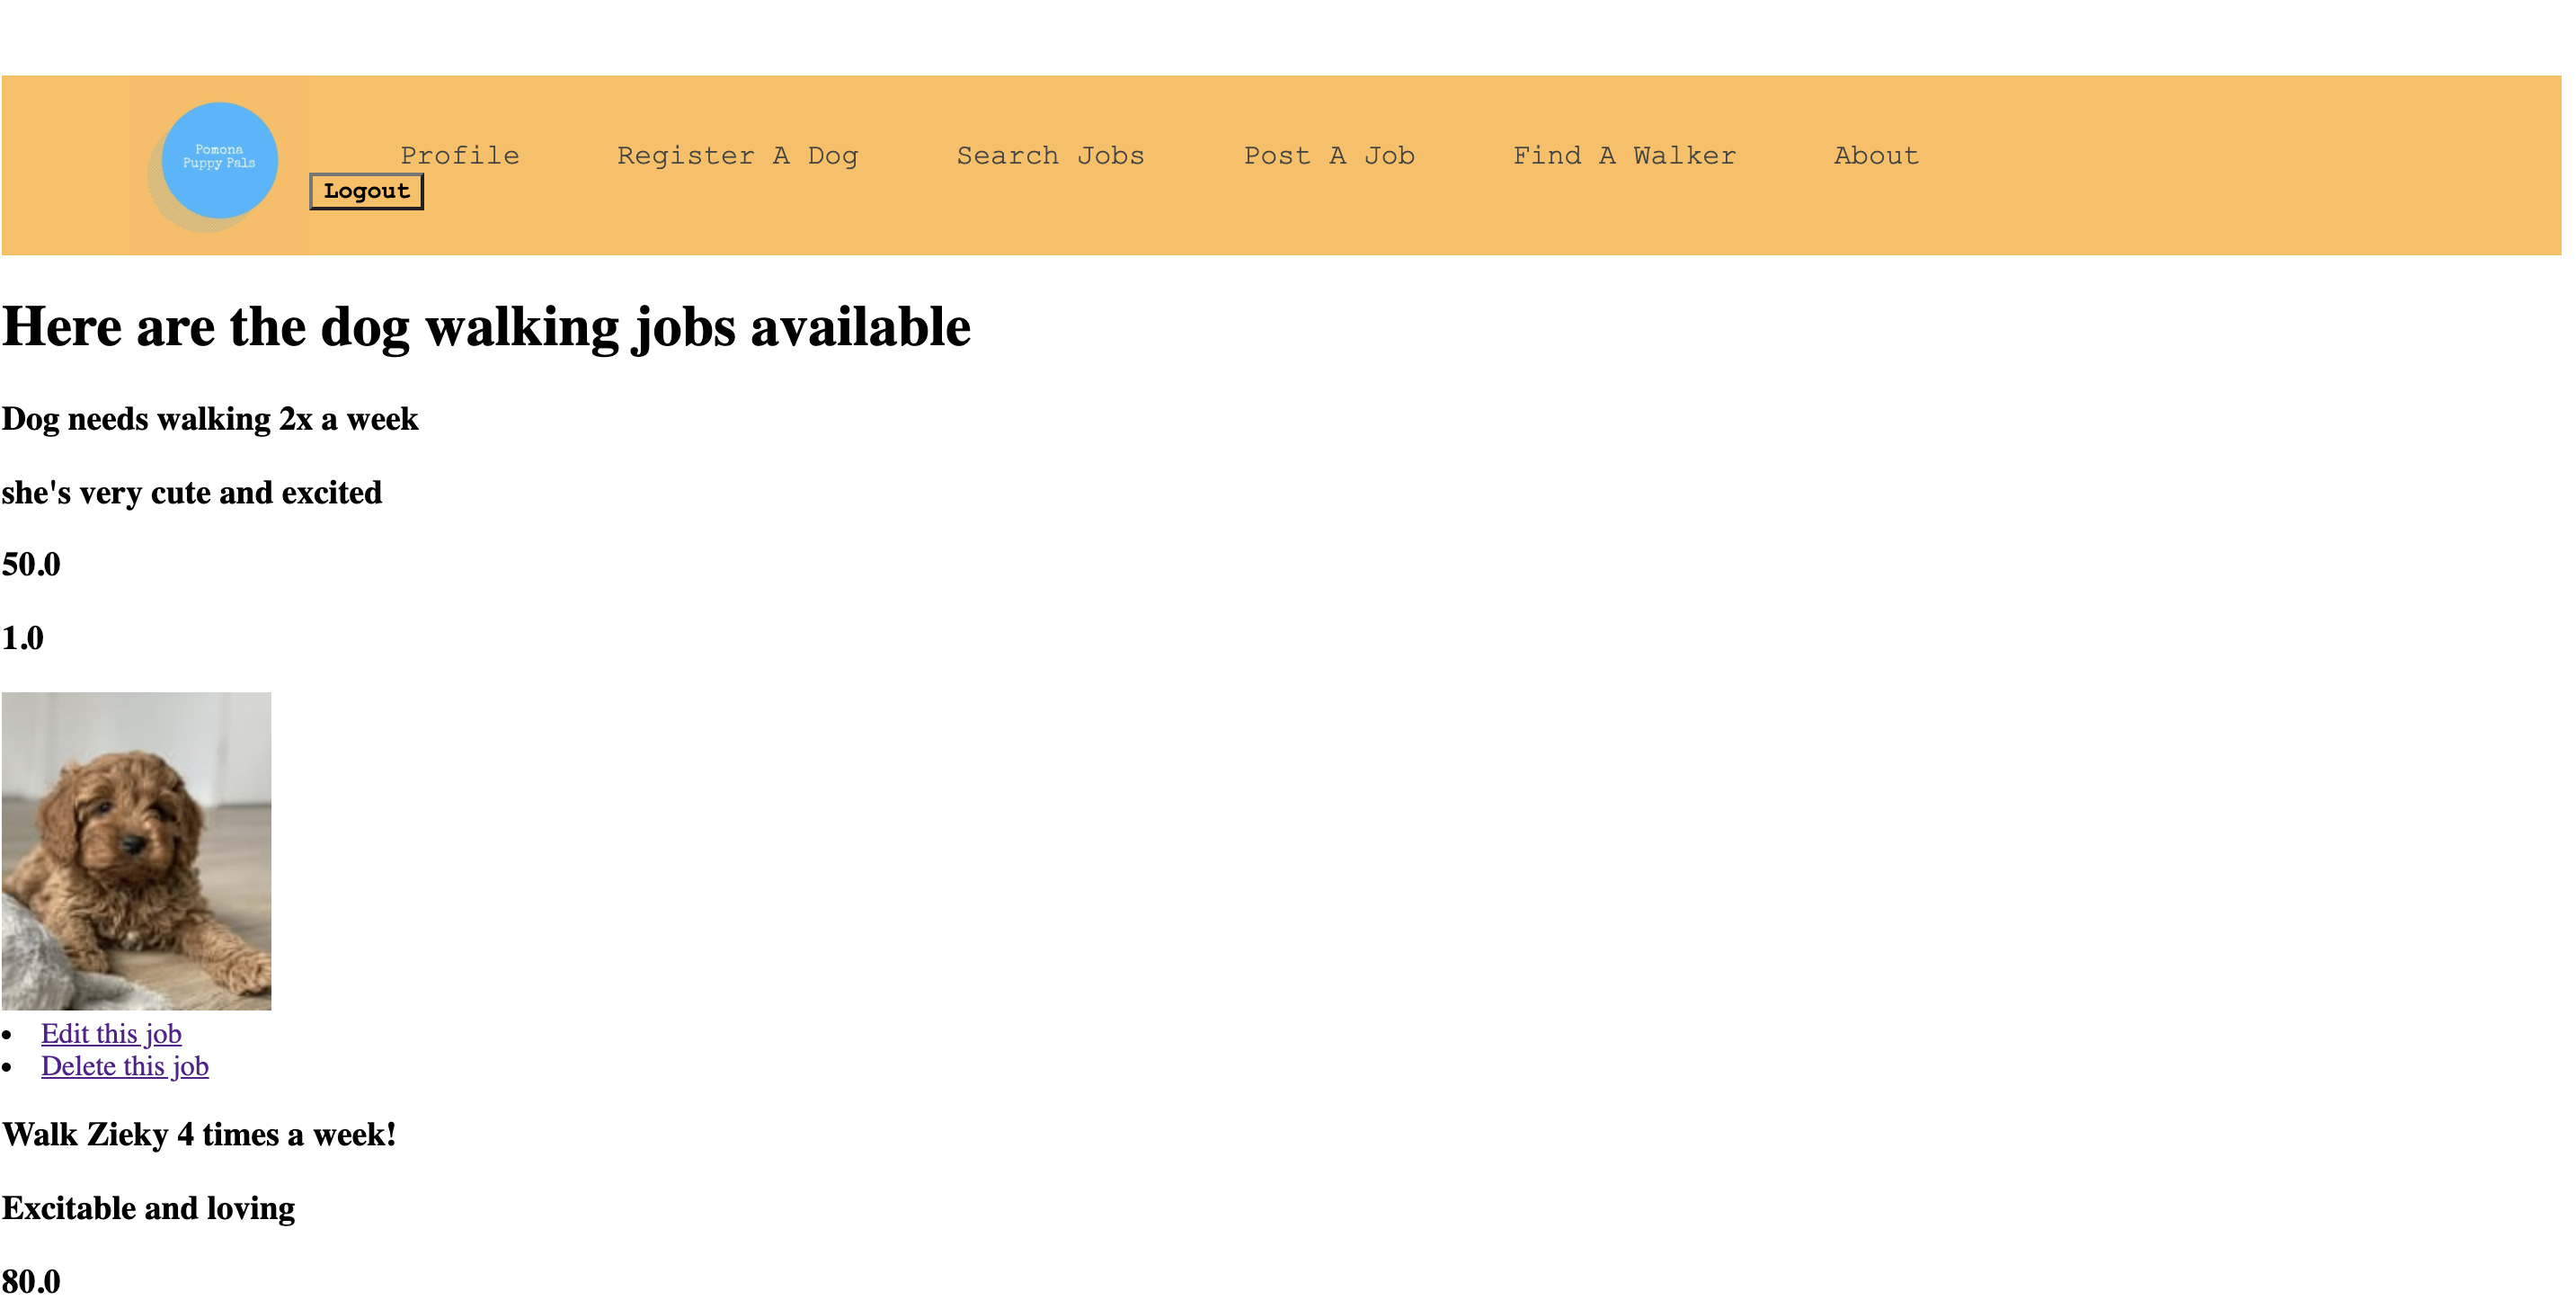 Pomona
Puppy Pals
Profile Register A Dog Search Jobs Post A Job Find A Walker About
Logout
Here are the dog walking jobs available
Dog needs walking 2x a week
she's very cute and excited
50.0
1.0
Edit this job
Delete this job
Walk Zieky 4 times a week!
Excitable and loving
80.0